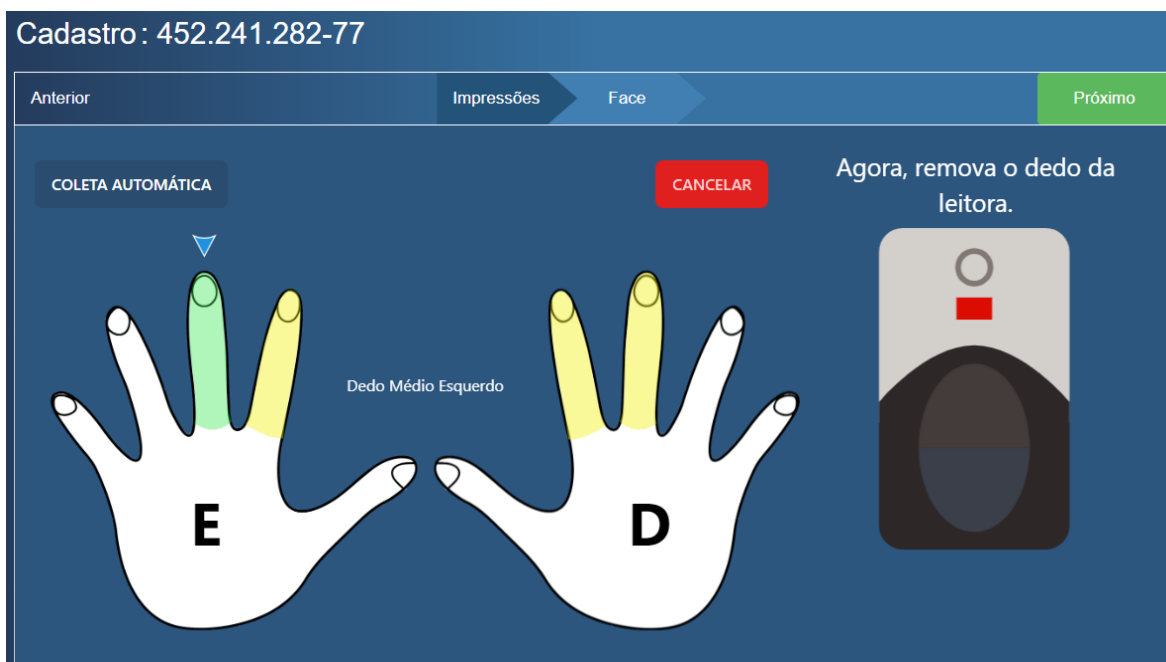 Cadastro : 452.241.282-77
Anterior
Impressões
Face
Próximo
COLETA AUTOMÁTICA
CANCELAR
Agora, remova o dedo da
leitora.
Dedo Médio Esquerdo
E
D